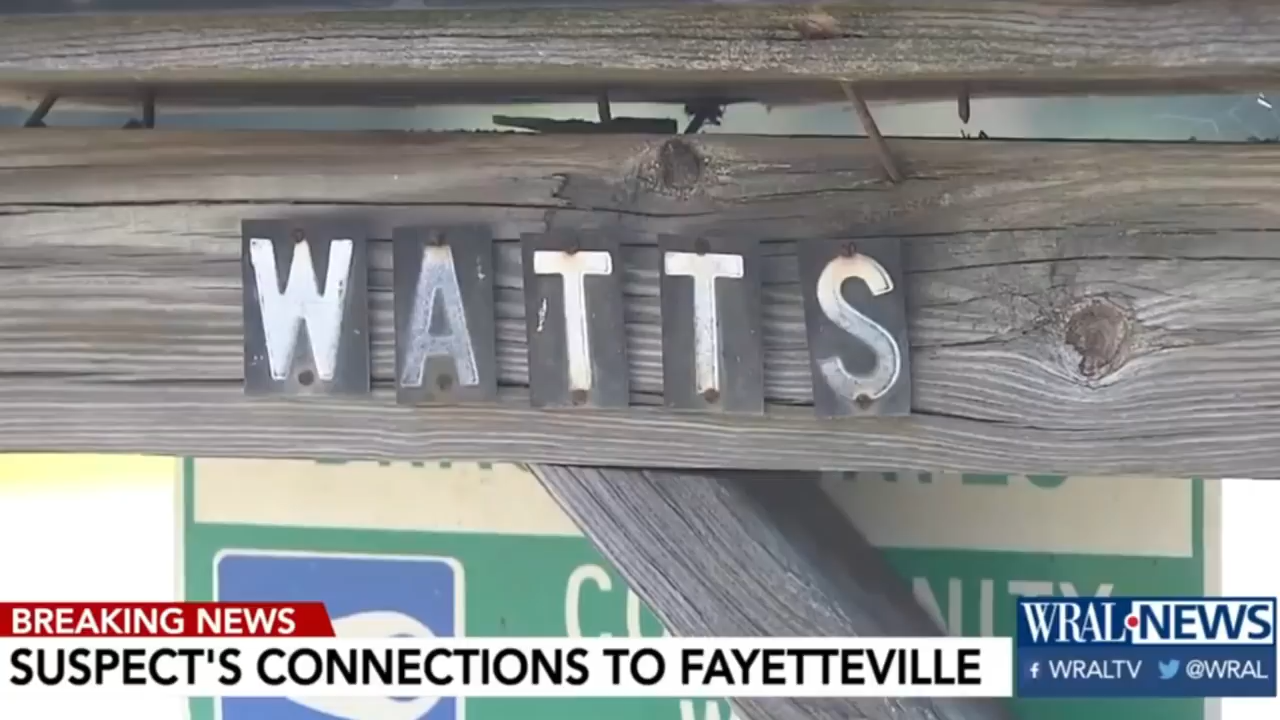 WATTS
BREAKING NEWS
SUSPECT'S CONNECTIONS TO FAYETTEVILLE
WRAL NEWS
f WRALTV @WRAL